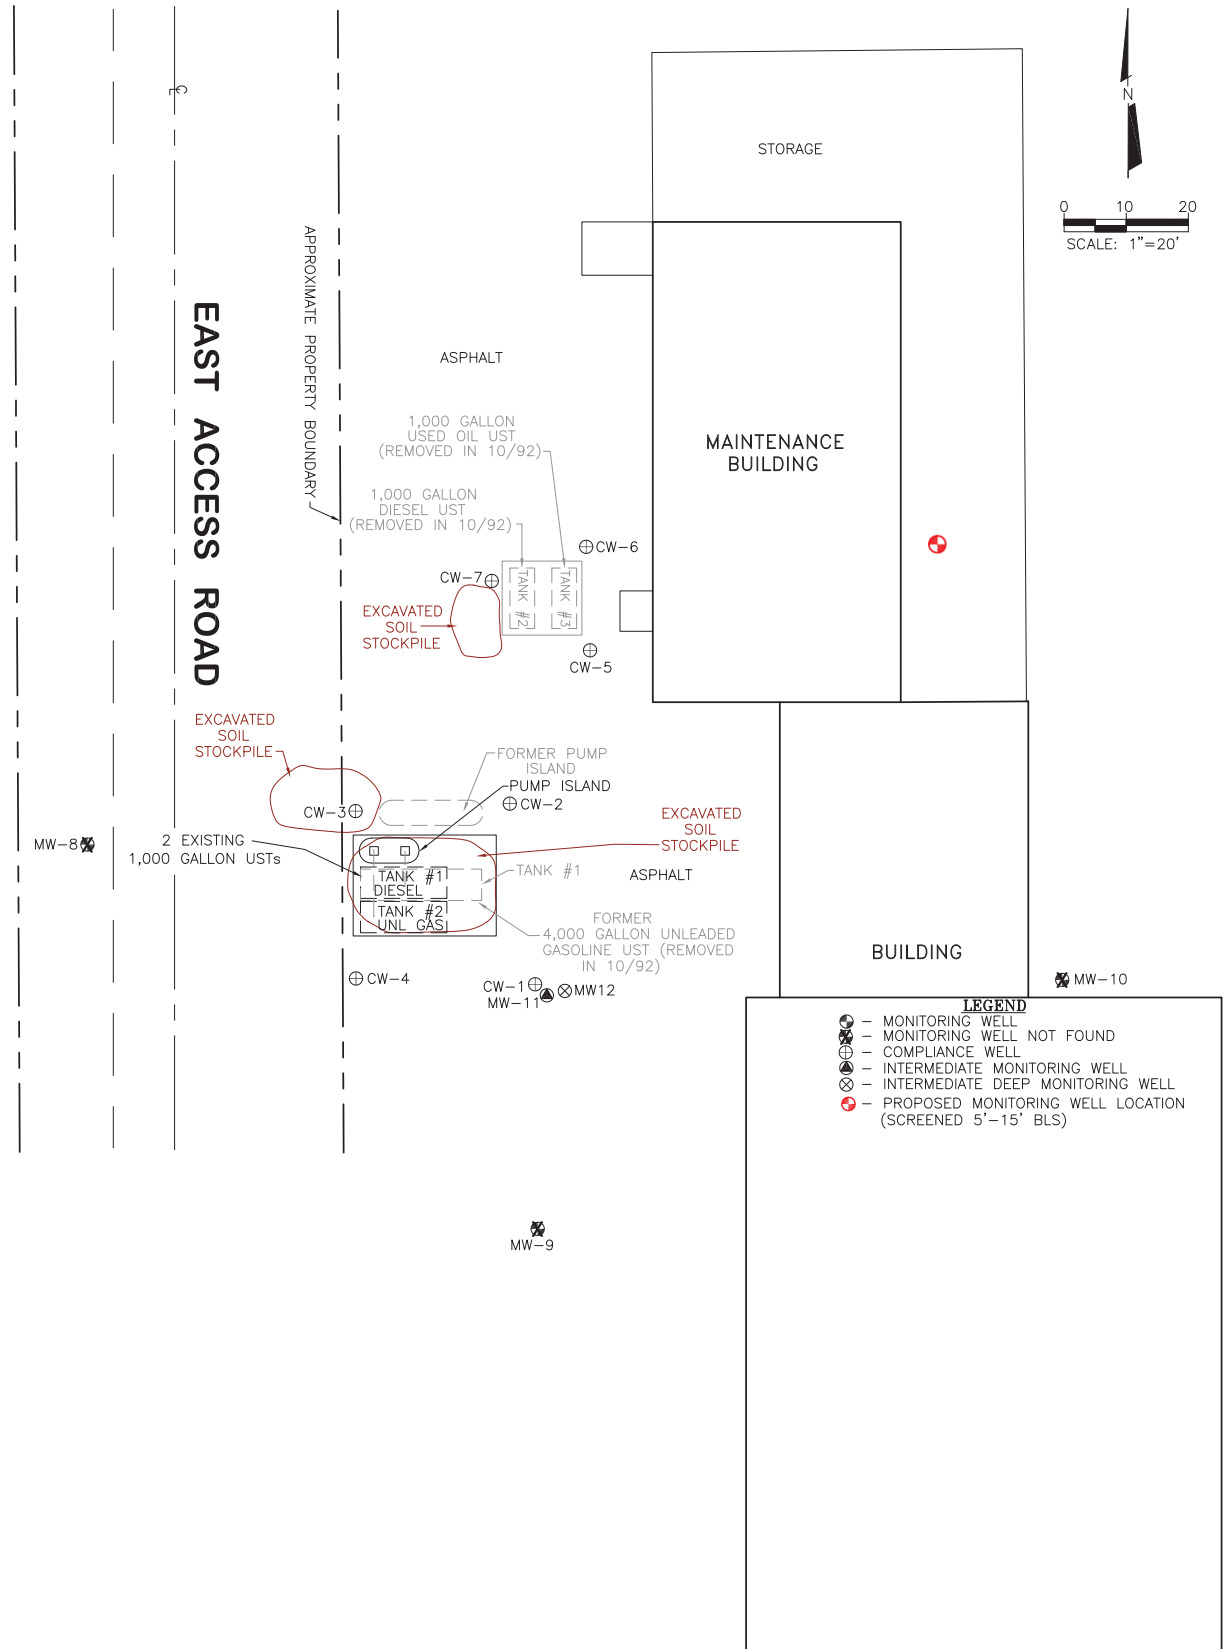 N
0 10 20
SCALE: 1"=20'
STORAGE
EAST ACCESS ROAD
APPROXIMATE PROPERTY BOUNDARY
ASPHALT
1,000 GALLON
USED OIL UST
(REMOVED IN 10/92)
1,000 GALLON
DIESEL UST
(REMOVED IN 10/92)
MAINTENANCE
BUILDING
CW-6
CW-7
TANK #2
TANK #3
EXCAVATED
SOIL
STOCKPILE
CW-5
EXCAVATED
SOIL
STOCKPILE
FORMER PUMP
ISLAND
PUMP ISLAND
CW-3
CW-2
EXCAVATED
SOIL
STOCKPILE
MW-8
2 EXISTING
1,000 GALLON USTs
TANK #1
DIESEL
TANK #1
ASPHALT
TANK #2
UNL GAS
FORMER
4,000 GALLON UNLEADED
GASOLINE UST (REMOVED
IN 10/92)
BUILDING
CW-4
CW-1
MW-11
MW12
MW-10
LEGEND
- MONITORING WELL
- MONITORING WELL NOT FOUND
- COMPLIANCE WELL
- INTERMEDIATE MONITORING WELL
- INTERMEDIATE DEEP MONITORING WELL
- PROPOSED MONITORING WELL LOCATION
(SCREENED 5'-15' BLS)
MW-9